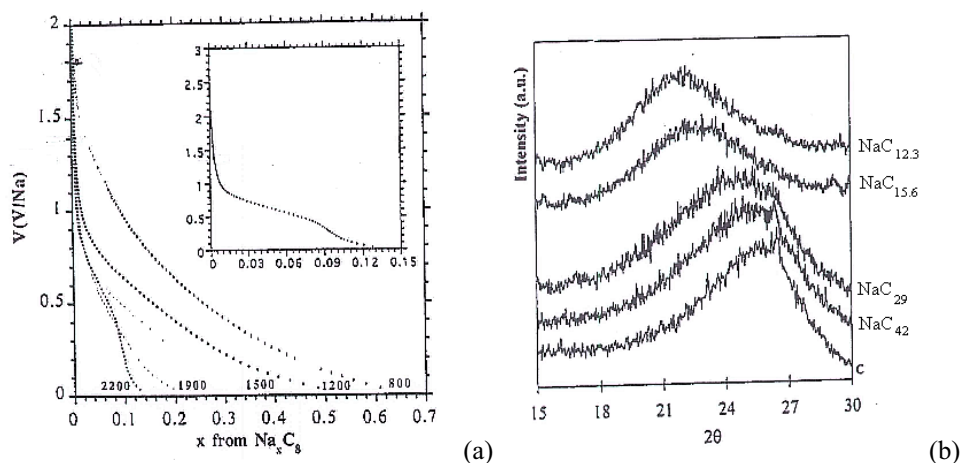 2
1.5
1
0.5
0
V(V/Na)
3
2.5
2
1.5
1
0.5
0
0 0.03 0.06 0.09 0.12 0.15
2200 1900 1500 1200 800
0 0.1 0.2 0.3 0.4 0.5 0.6 0.7
x from NaxC8
(a)
Intensity (a.u.)
NaC12.3
NaC15.6
NaC29
NaC42
C
15 18 21 24 27 30
2θ
(b)